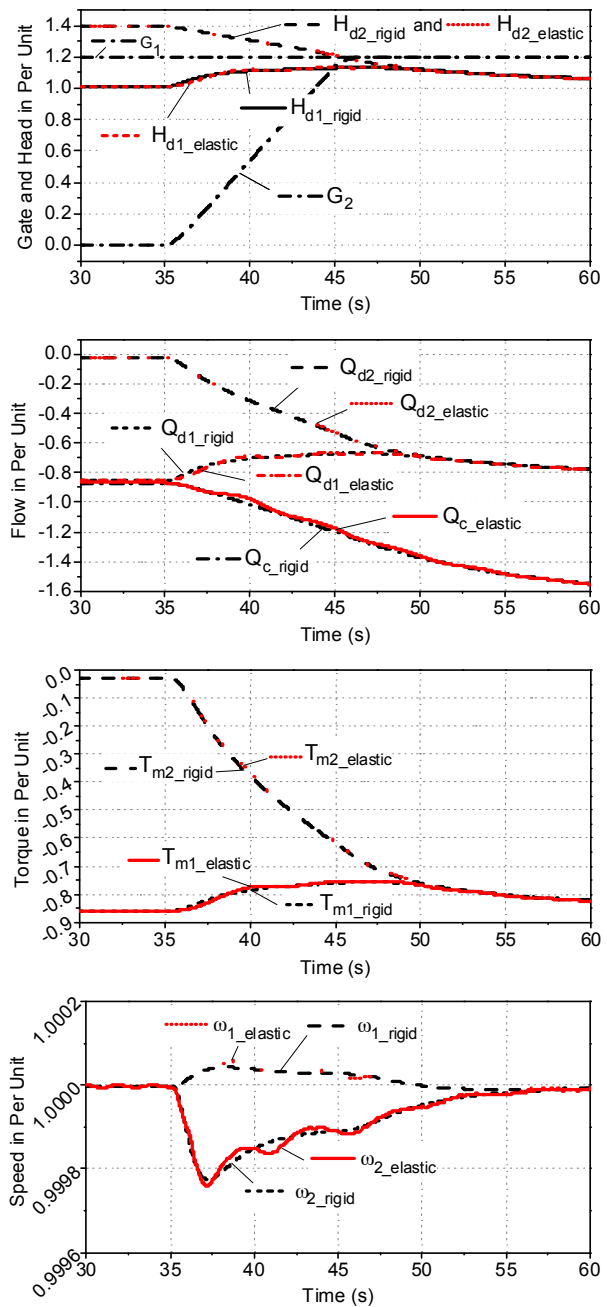 H_d2_rigid and H_d2_elastic
1.4
G_1
1.2
1.0
H_d1_rigid
H_d1_elastic
0.8
0.6
0.4
G_2
0.2
0.0
Gate and Head in Per Unit
30 35 40 45 50 55 60
Time (s)
0.0
Q_d2_rigid
-0.2
Q_d2_elastic
-0.4
Q_d1_rigid
-0.6
-0.8
Q_d1_elastic
-1.0
Q_c_elastic
-1.2
Q_c_rigid
-1.4
-1.6
Flow in Per Unit
30 35 40 45 50 55 60
Time (s)
0.0
-0.1
-0.2
T_m2_elastic
-0.3
T_m2_rigid
-0.4
-0.5
-0.6
T_m1_elastic
-0.7
-0.8
T_m1_rigid
-0.9
Torque in Per Unit
30 35 40 45 50 55 60
Time (s)
1.0002
ω_1_elastic ω_1_rigid
1.0000
0.9998
ω_2_elastic
ω_2_rigid
0.9996
Speed in Per Unit
30 35 40 45 50 55 60
Time (s)